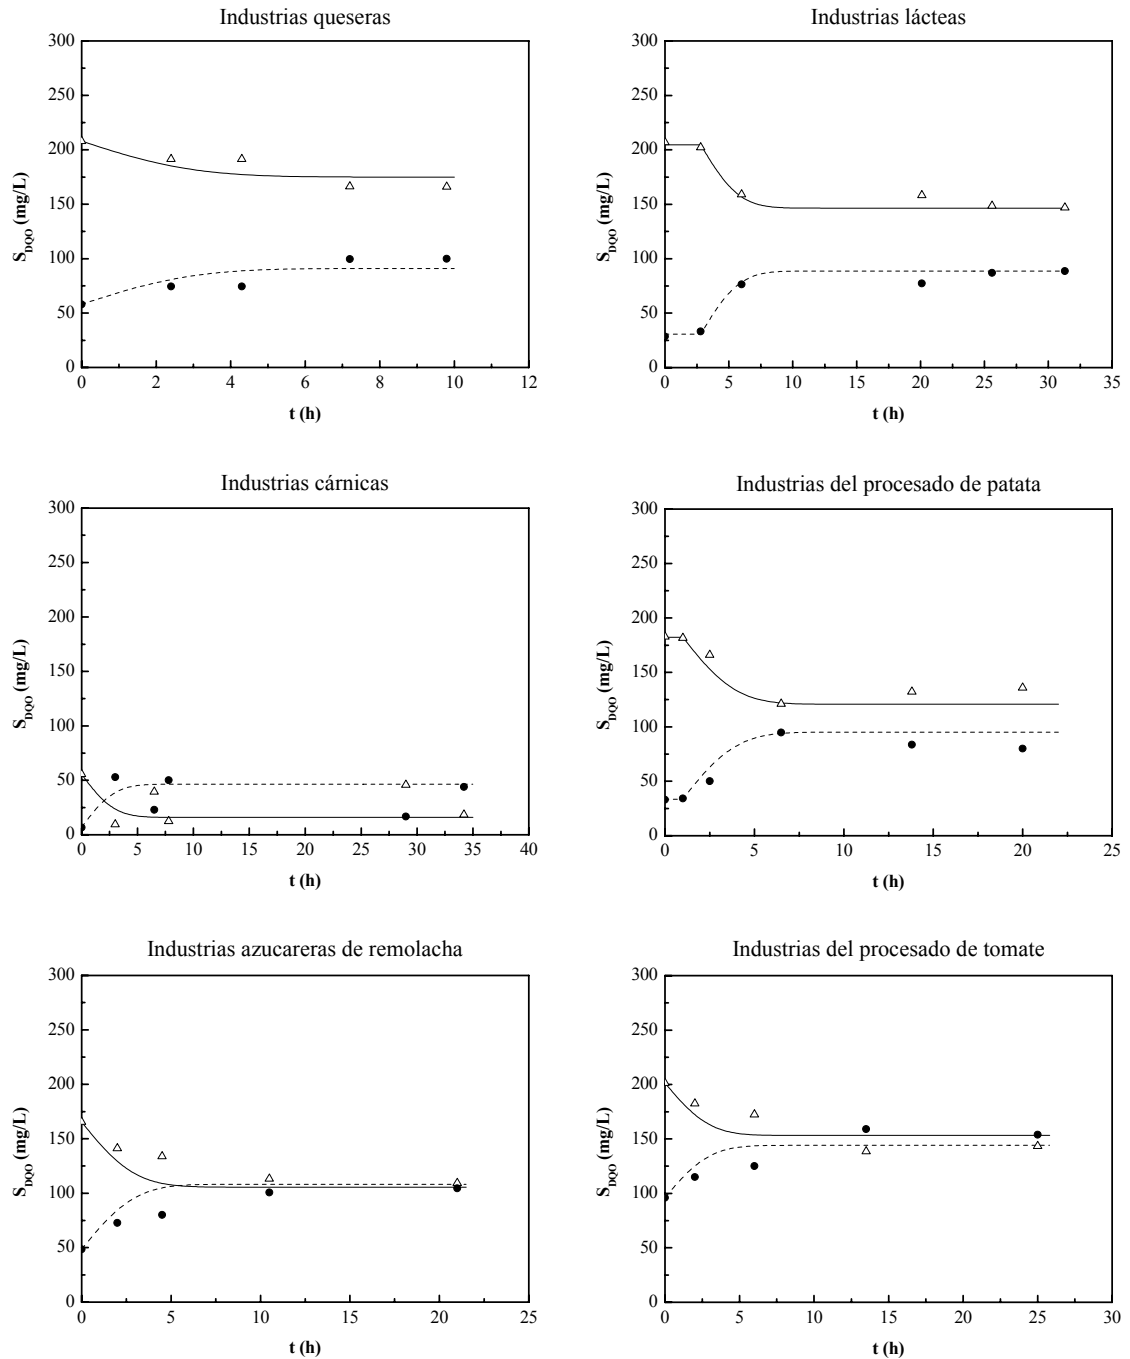 Industrias queseras
300
250
200
150
100
50
0
S_DQO (mg/L)
0 2 4 6 8 10 12
t (h)
Industrias lácteas
300
250
200
150
100
50
0
S_DQO (mg/L)
0 5 10 15 20 25 30 35
t (h)
Industrias cárnicas
300
250
200
150
100
50
0
S_DQO (mg/L)
0 5 10 15 20 25 30 35 40
t (h)
Industrias del procesado de patata
300
250
200
150
100
50
0
S_DQO (mg/L)
0 5 10 15 20 25
t (h)
Industrias azucareras de remolacha
300
250
200
150
100
50
0
S_DQO (mg/L)
0 5 10 15 20 25
t (h)
Industrias del procesado de tomate
300
250
200
150
100
50
0
S_DQO (mg/L)
0 5 10 15 20 25 30
t (h)